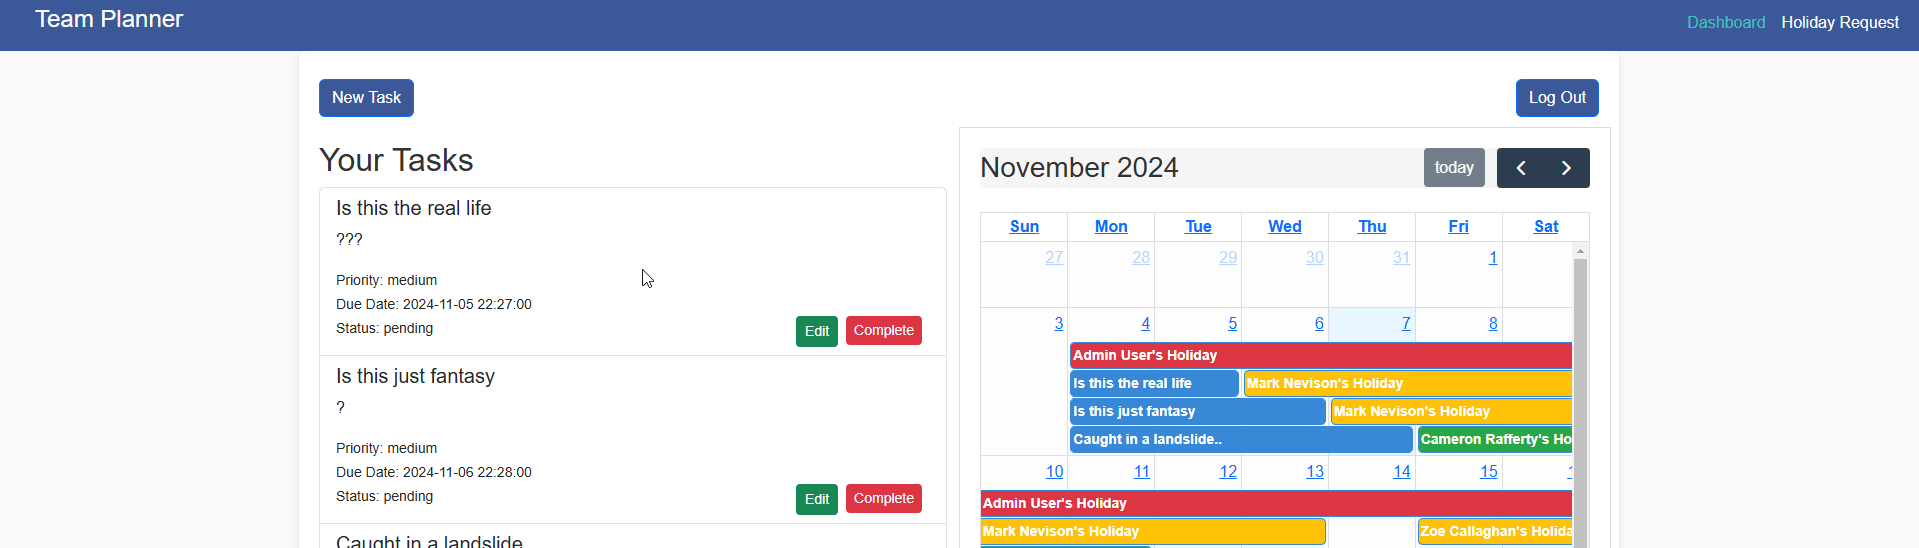 Team Planner
Dashboard Holiday Request
New Task
Log Out
Your Tasks
Is this the real life
???
Priority: medium
Due Date: 2024-11-05 22:27:00
Status: pending
Edit Complete
Is this just fantasy
?
Priority: medium
Due Date: 2024-11-06 22:28:00
Status: pending
Edit Complete
Caught in a landslide
November 2024
today
Sun Mon Tue Wed Thu Fri Sat
27 28 29 30 31 1
3 4 5 6 7 8
Admin User's Holiday
Is this the real life Mark Nevison's Holiday
Is this just fantasy Mark Nevison's Holiday
Caught in a landslide.. Cameron Rafferty's Ho
10 11 12 13 14 15
Admin User's Holiday
Mark Nevison's Holiday Zoe Callaghan's Holida